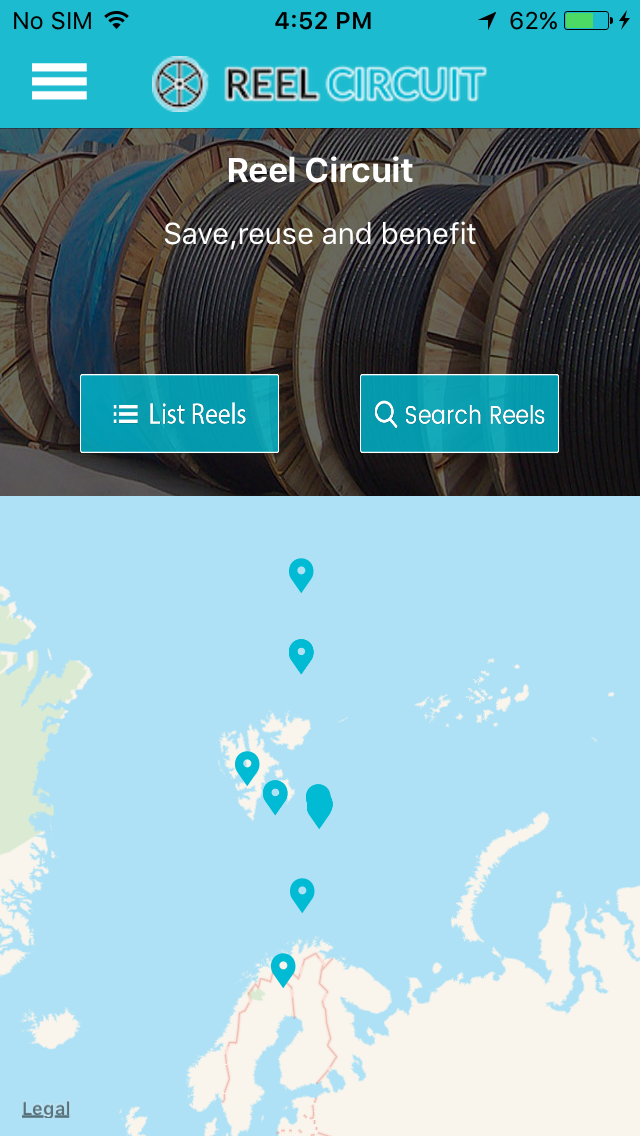 No SIM 4:52 PM 62%
REEL CIRCUIT
Reel Circuit
Save,reuse and benefit
List Reels Search Reels
Legal